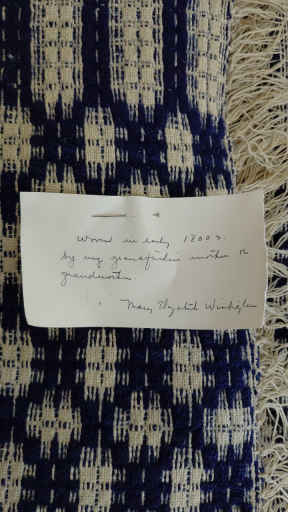 Woven in early 1800s.
by my grandfather's mother or
grandmother.
Mary Elizabeth